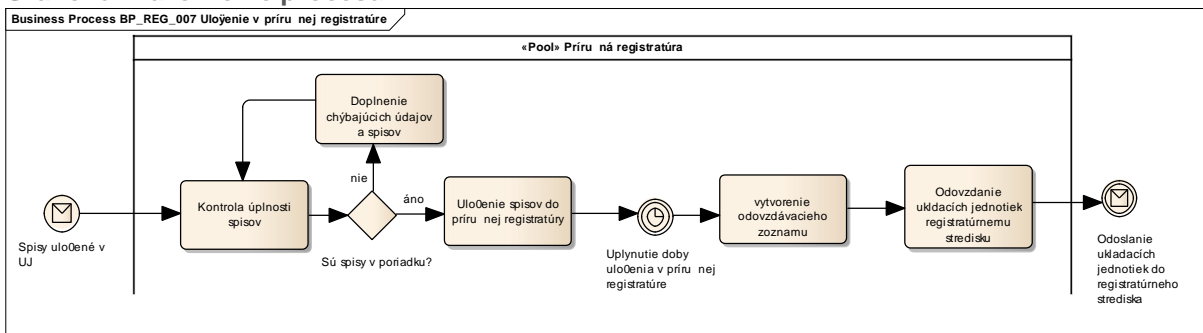 Business Process BP_REG_007 Uloÿenie v príru nej registratúre
«Pool» Príru ná registratúra
Doplnenie
chýbajúcich údajov
a spisov
nie
Kontrola úplnosti
spisov
áno
Ulo0enie spisov do
príru nej registratúry
vytvorenie
odovzdávacieho
zoznamu
Odovzdanie
ukldacích jednotiek
registratúrnemu
stredisku
Spisy ulo0ené v
UJ
Sú spisy v poriadku?
Uplynutie doby
ulo0enia v príru nej
registratúre
Odoslanie
ukladacích
jednotiek do
registratúrneho
strediska